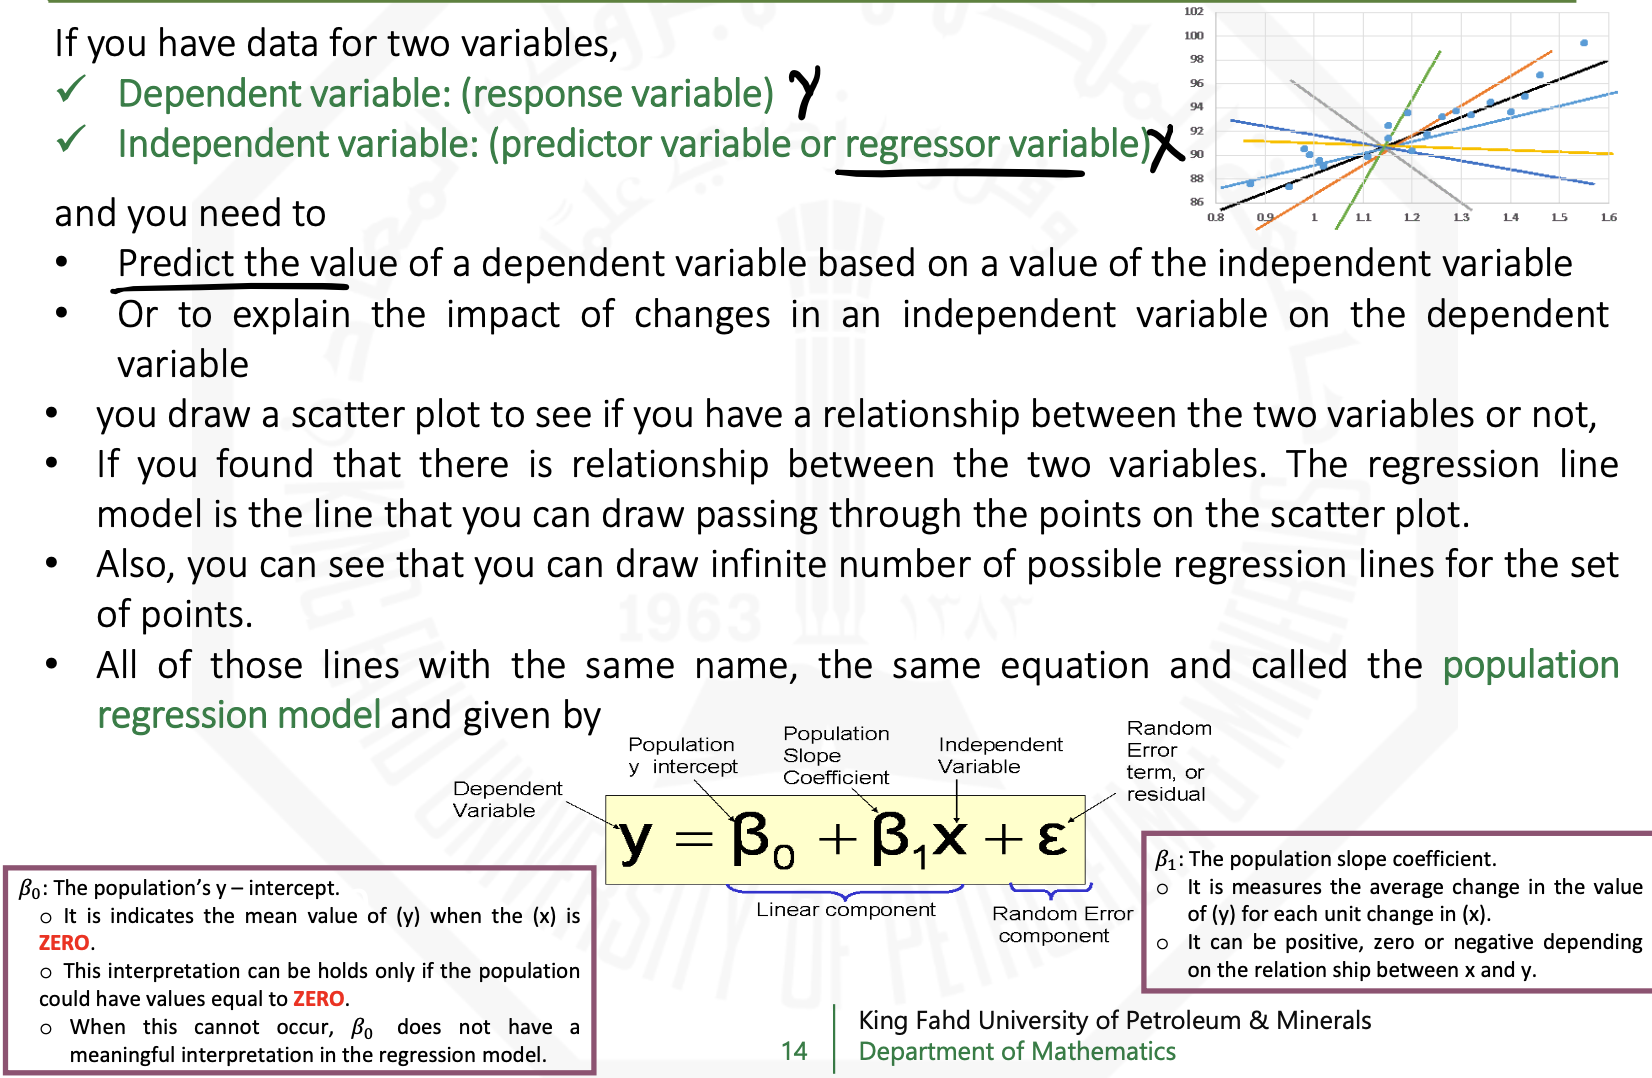 If you have data for two variables,
✓ Dependent variable: (response variable) y
✓ Independent variable: (predictor variable or regressor variable) X
102
100
98
96
94
92
90
88
86
0.8 0.9 1 1.1 1.2 1.3 1.4 1.5 1.6
and you need to
• Predict the value of a dependent variable based on a value of the independent variable
• Or to explain the impact of changes in an independent variable on the dependent
variable
• you draw a scatter plot to see if you have a relationship between the two variables or not,
• If you found that there is relationship between the two variables. The regression line
model is the line that you can draw passing through the points on the scatter plot.
• Also, you can see that you can draw infinite number of possible regression lines for the set
of points.
• All of those lines with the same name, the same equation and called the population
regression model and given by
Dependent
Variable
Population
y intercept
Population
Slope
Coefficient
Independent
Variable
Random
Error
term, or
residual
y = β₀ + β₁x + ε
Linear component
Random Error
component
β₀: The population's y – intercept.
o It is indicates the mean value of (y) when the (x) is
ZERO.
o This interpretation can be holds only if the population
could have values equal to ZERO.
o When this cannot occur, β₀ does not have a
meaningful interpretation in the regression model.
β₁: The population slope coefficient.
o It is measures the average change in the value
of (y) for each unit change in (x).
o It can be positive, zero or negative depending
on the relation ship between x and y.
1963 ١٣٨٣
14
King Fahd University of Petroleum & Minerals
Department of Mathematics